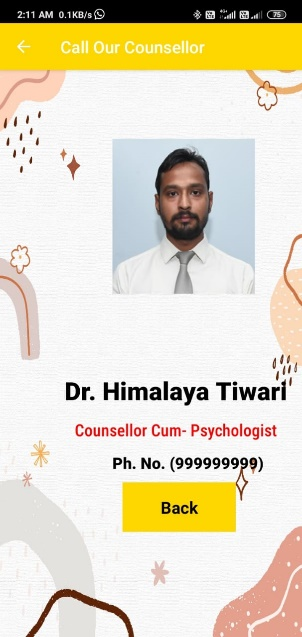 2:11 AM 0.1KB/s 75
Call Our Counsellor
Dr. Himalaya Tiwari
Counsellor Cum- Psychologist
Ph. No. (999999999)
Back